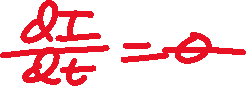 dI/dt = 0